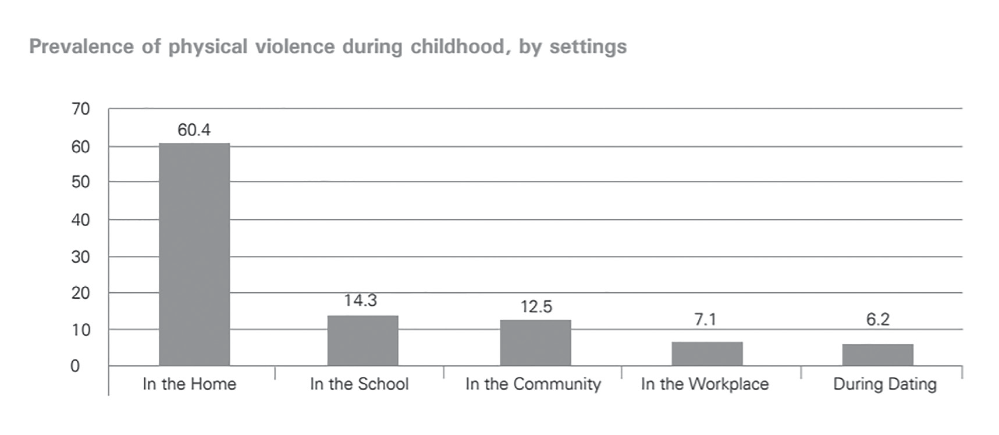 Prevalence of physical violence during childhood, by settings
70
60.4
60
50
40
30
20
14.3
12.5
7.1
6.2
10
0
In the Home
In the School
In the Community
In the Workplace
During Dating